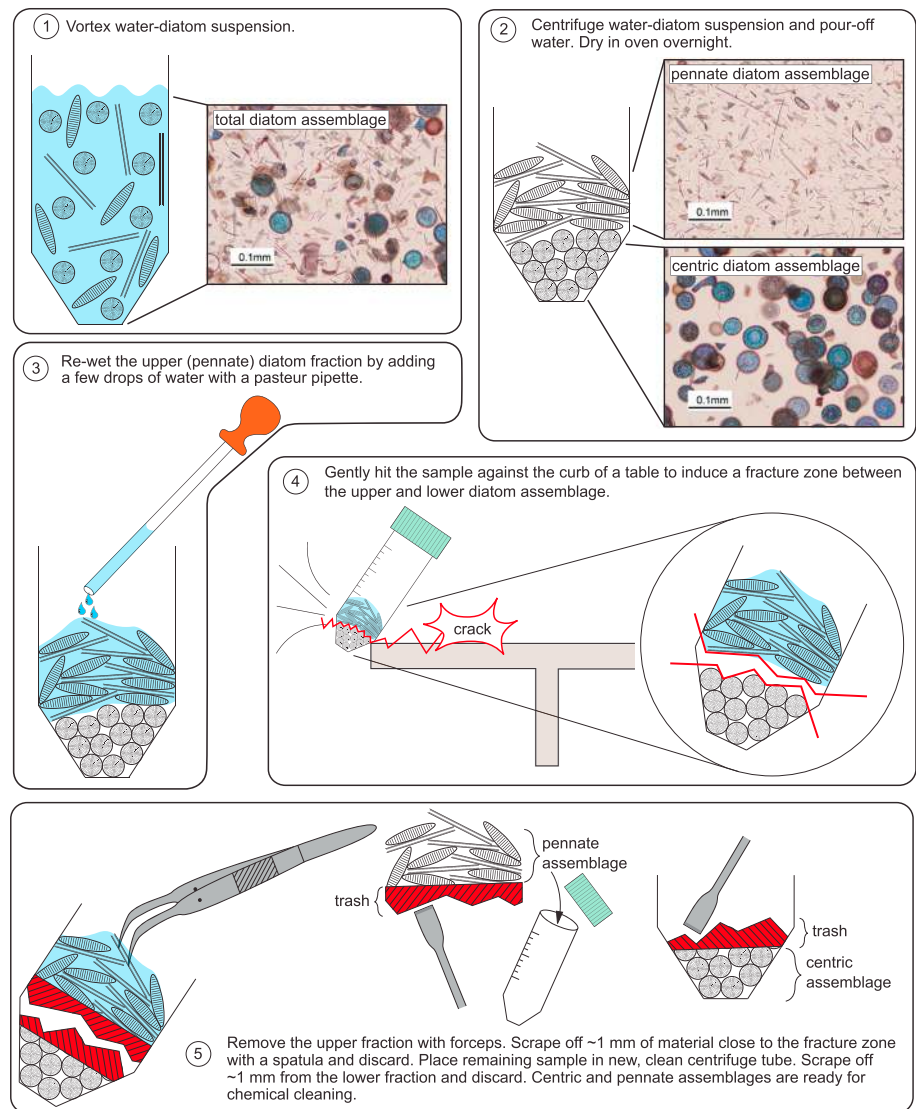 1 Vortex water-diatom suspension.
total diatom assemblage
0.1mm
2 Centrifuge water-diatom suspension and pour-off
water. Dry in oven overnight.
pennate diatom assemblage
0.1mm
centric diatom assemblage
0.1mm
3 Re-wet the upper (pennate) diatom fraction by adding
a few drops of water with a pasteur pipette.
4 Gently hit the sample against the curb of a table to induce a fracture zone between
the upper and lower diatom assemblage.
crack
pennate
assemblage
trash
trash
centric
assemblage
5 Remove the upper fraction with forceps. Scrape off ~1 mm of material close to the fracture zone
with a spatula and discard. Place remaining sample in new, clean centrifuge tube. Scrape off
~1 mm from the lower fraction and discard. Centric and pennate assemblages are ready for
chemical cleaning.